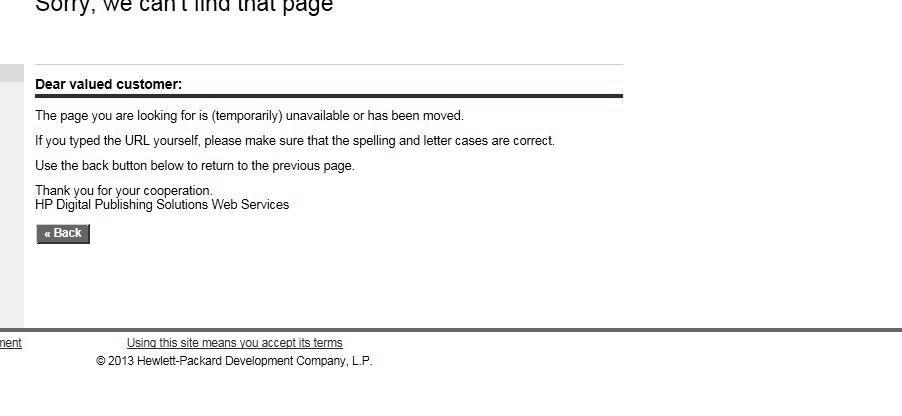 Sorry, we can't find that page
Dear valued customer:
The page you are looking for is (temporarily) unavailable or has been moved.
If you typed the URL yourself, please make sure that the spelling and letter cases are correct.
Use the back button below to return to the previous page.
Thank you for your cooperation.
HP Digital Publishing Solutions Web Services
« Back
ment
Using this site means you accept its terms
© 2013 Hewlett-Packard Development Company, L.P.